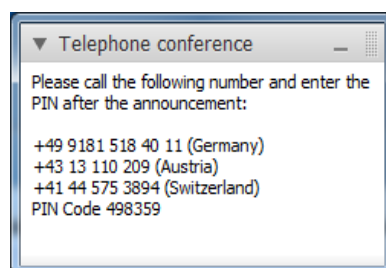 Telephone conference
Please call the following number and enter the
PIN after the announcement:
+49 9181 518 40 11 (Germany)
+43 13 110 209 (Austria)
+41 44 575 3894 (Switzerland)
PIN Code 498359